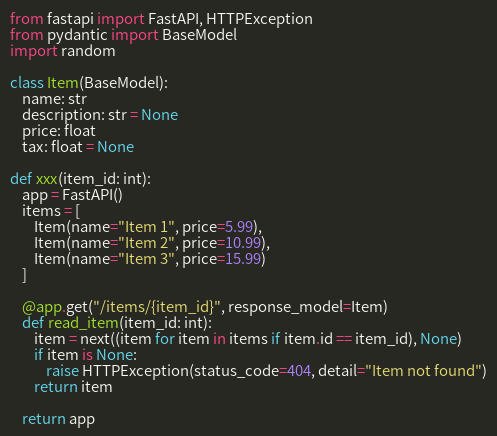 from fastapi import FastAPI, HTTPException
from pydantic import BaseModel
import random

class Item(BaseModel):
    name: str
    description: str = None
    price: float
    tax: float = None

def xxx(item_id: int):
    app = FastAPI()
    items = [
        Item(name="Item 1", price=5.99),
        Item(name="Item 2", price=10.99),
        Item(name="Item 3", price=15.99)
    ]

    @app.get("/items/{item_id}", response_model=Item)
    def read_item(item_id: int):
        item = next((item for item in items if item.id == item_id), None)
        if item is None:
            raise HTTPException(status_code=404, detail="Item not found")
        return item

    return app